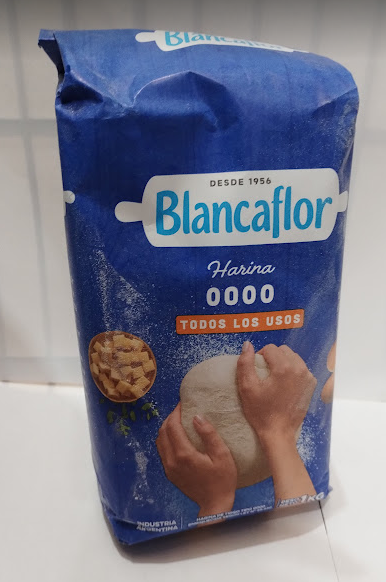 Blancaflor
DESDE 1956
Blancaflor
Harina
0000
TODOS LOS USOS
INDUSTRIA
ARGENTINA
1KG